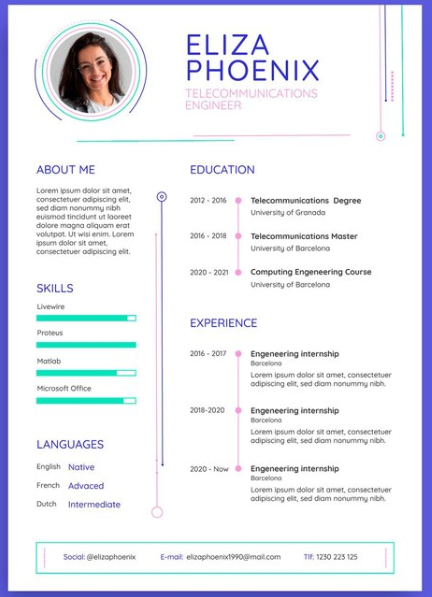 ELIZA
PHOENIX
TELECOMMUNICATIONS
ENGINEER
ABOUT ME
Lorem ipsum dolor sit amet,
consectetuer adipiscing elit,
sed diam nonummy nibh
euismod tincidunt ut laoreet
dolore magna aliquam erat
volutpat. Ut wisi enim. Lorem
ipsum dolor sit amet,
consectetuer adipiscing elit.
SKILLS
Livewire
Proteus
Matlab
Microsoft Office
LANGUAGES
English Native
French Advaced
Dutch Intermediate
EDUCATION
2012 - 2016 Telecommunications Degree
University of Granada
2016 - 2018 Telecommunications Master
University of Barcelona
2020 - 2021 Computing Engeneering Course
University of Barcelona
EXPERIENCE
2016 - 2017 Engeneering internship
Barcelona
Lorem ipsum dolor sit amet, consectetuer
adipiscing elit, sed diam nonummy nibh.
2018-2020 Engeneering internship
Barcelona
Lorem ipsum dolor sit amet, consectetuer
adipiscing elit, sed diam nonummy nibh.
2020 - Now Engeneering internship
Barcelona
Lorem ipsum dolor sit amet, consectetuer
adipiscing elit, sed diam nonummy nibh.
Social: @elizaphoenix E-mail: elizaphoenix1990@mail.com Tlf: 1230 223 125